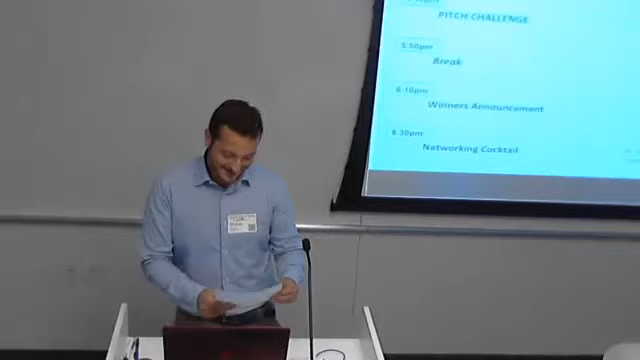 PITCH CHALLENGE
5.50pm
Break
6.10pm
Winners Announcement
6.30pm
Networking Cocktail